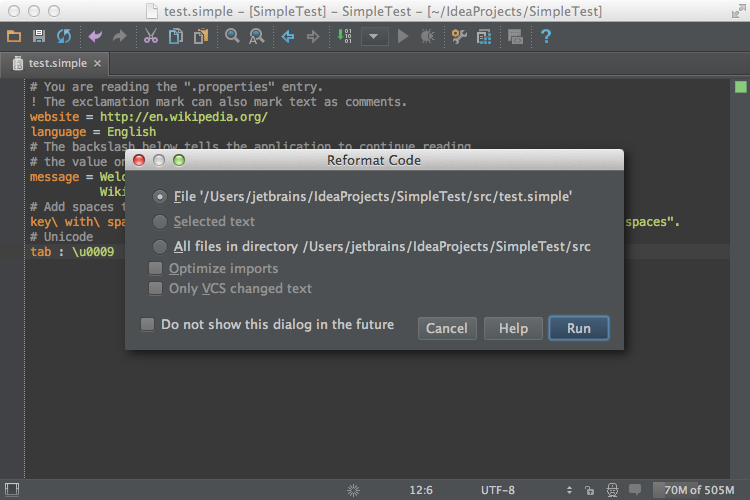 test.simple – [SimpleTest] – SimpleTest – [~/IdeaProjects/SimpleTest]
test.simple
# You are reading the ".properties" entry.
! The exclamation mark can also mark text as comments.
website = http://en.wikipedia.org/
language = English
# The backslash below tells the application to continue reading
# the value on
message = Welc
Wiki
# Add spaces t
key\ with\ spa
spaces".
# Unicode
tab : \u0009
Reformat Code
File '/Users/jetbrains/IdeaProjects/SimpleTest/src/test.simple'
Selected text
All files in directory /Users/jetbrains/IdeaProjects/SimpleTest/src
Optimize imports
Only VCS changed text
Do not show this dialog in the future
Cancel
Help
Run
12:6
UTF-8
70M of 505M